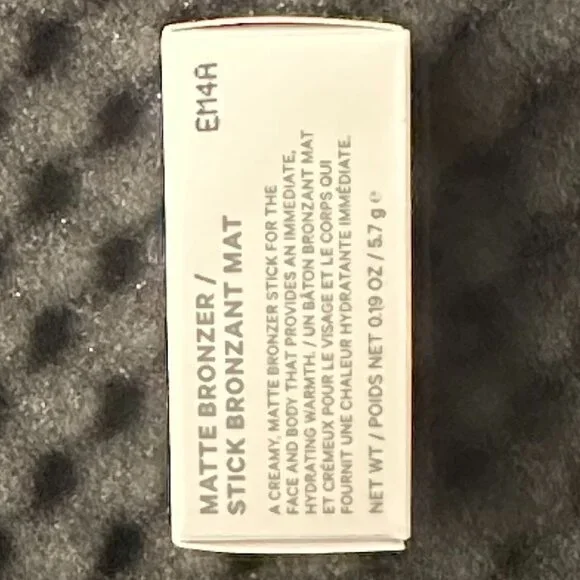 MATTE BRONZER /
STICK BRONZANT MAT
EM4A
A CREAMY, MATTE BRONZER STICK FOR THE
FACE AND BODY THAT PROVIDES AN IMMEDIATE,
HYDRATING WARMTH. / UN BÂTON BRONZANT MAT
ET CRÉMEUX POUR LE VISAGE ET LE CORPS QUI
FOURNIT UNE CHALEUR HYDRATANTE IMMÉDIATE.
NET WT / POIDS NET 0.19 OZ / 5.7 g ℮